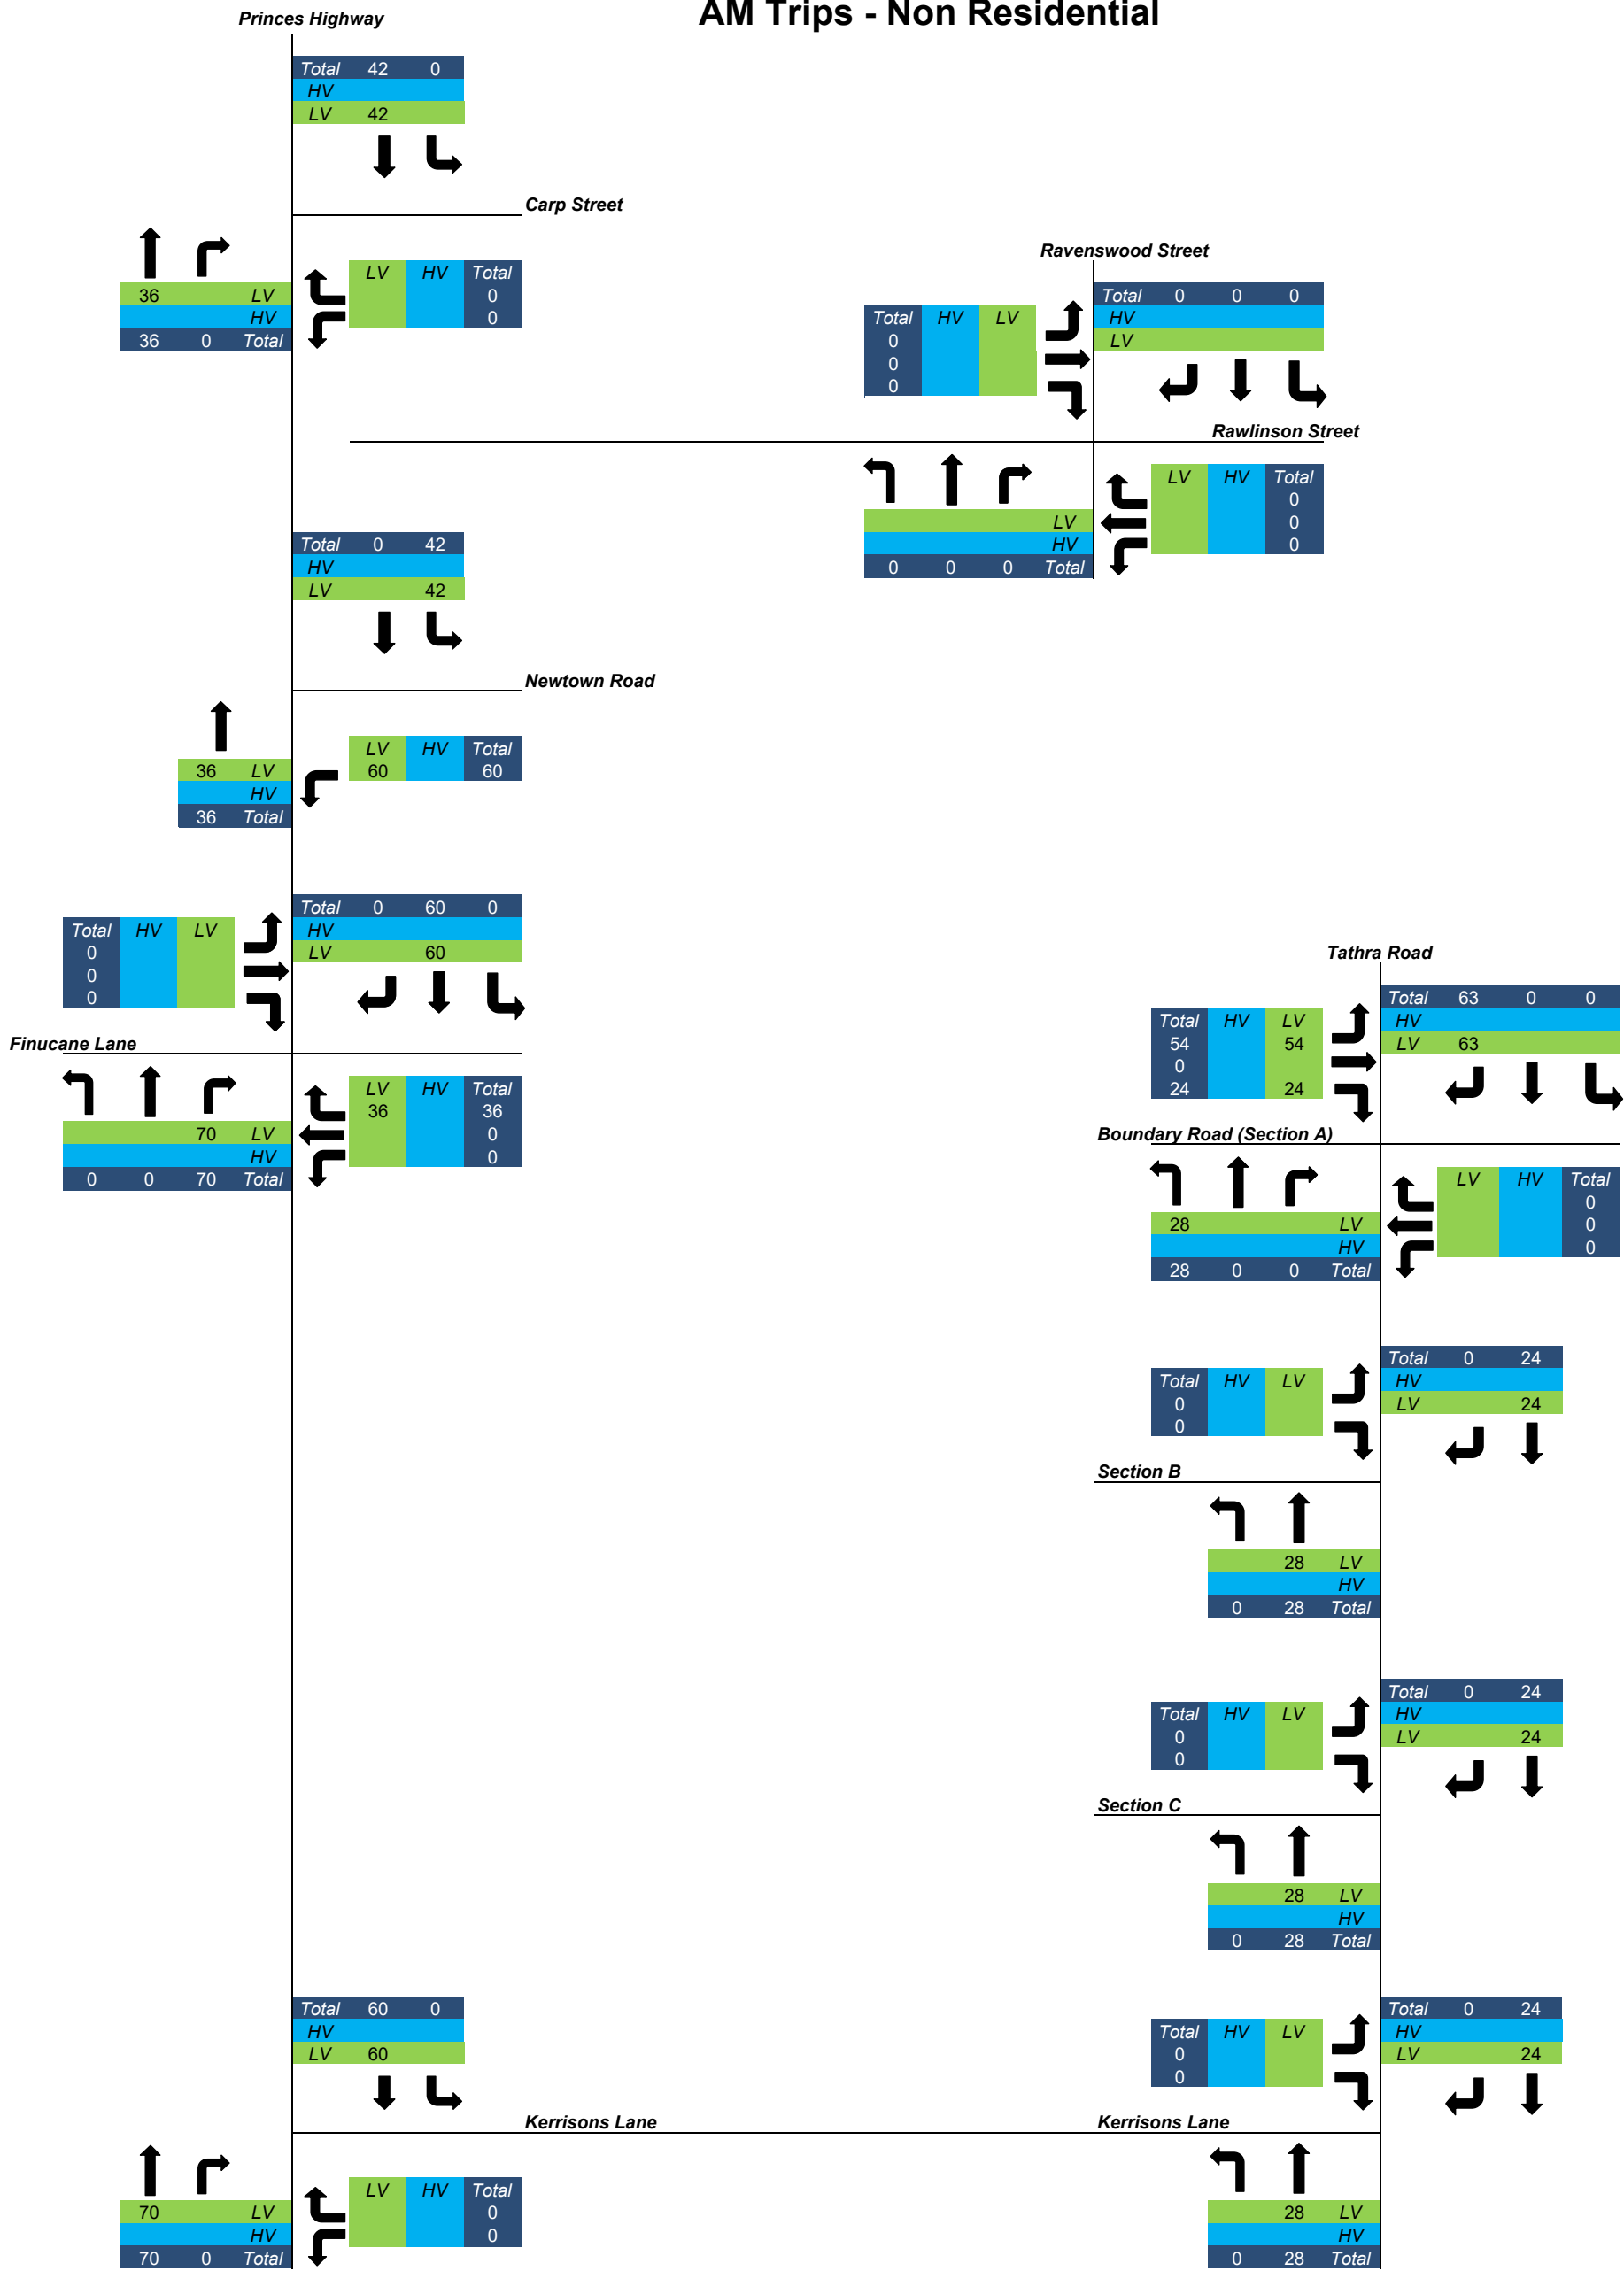 AM Trips - Non Residential
Princes Highway
Total 42 0
HV
LV 42
Carp Street
36 LV
HV
36 0 Total
LV HV Total
0
0
Ravenswood Street
Total HV LV
0
0
0
Total 0 0 0
HV
LV
Rawlinson Street
LV
HV
0 0 0 Total
LV HV Total
0
0
0
Total 0 42
HV
LV 42
Newtown Road
36 LV
HV
36 Total
LV HV Total
60 60
Total HV LV
0
0
0
Total 0 60 0
HV
LV 60
Finucane Lane
70 LV
HV
0 0 70 Total
LV HV Total
36 36
0
0
Tathra Road
Total HV LV
54 54
0
24 24
Total 63 0 0
HV
LV 63
Boundary Road (Section A)
28 LV
HV
28 0 0 Total
LV HV Total
0
0
0
Total HV LV
0
0
Total 0 24
HV
LV 24
Section B
28 LV
HV
0 28 Total
Total HV LV
0
0
Total 0 24
HV
LV 24
Section C
28 LV
HV
0 28 Total
Total 60 0
HV
LV 60
Kerrisons Lane
70 LV
HV
70 0 Total
LV HV Total
0
0
Total HV LV
0
0
Total 0 24
HV
LV 24
Kerrisons Lane
28 LV
HV
0 28 Total